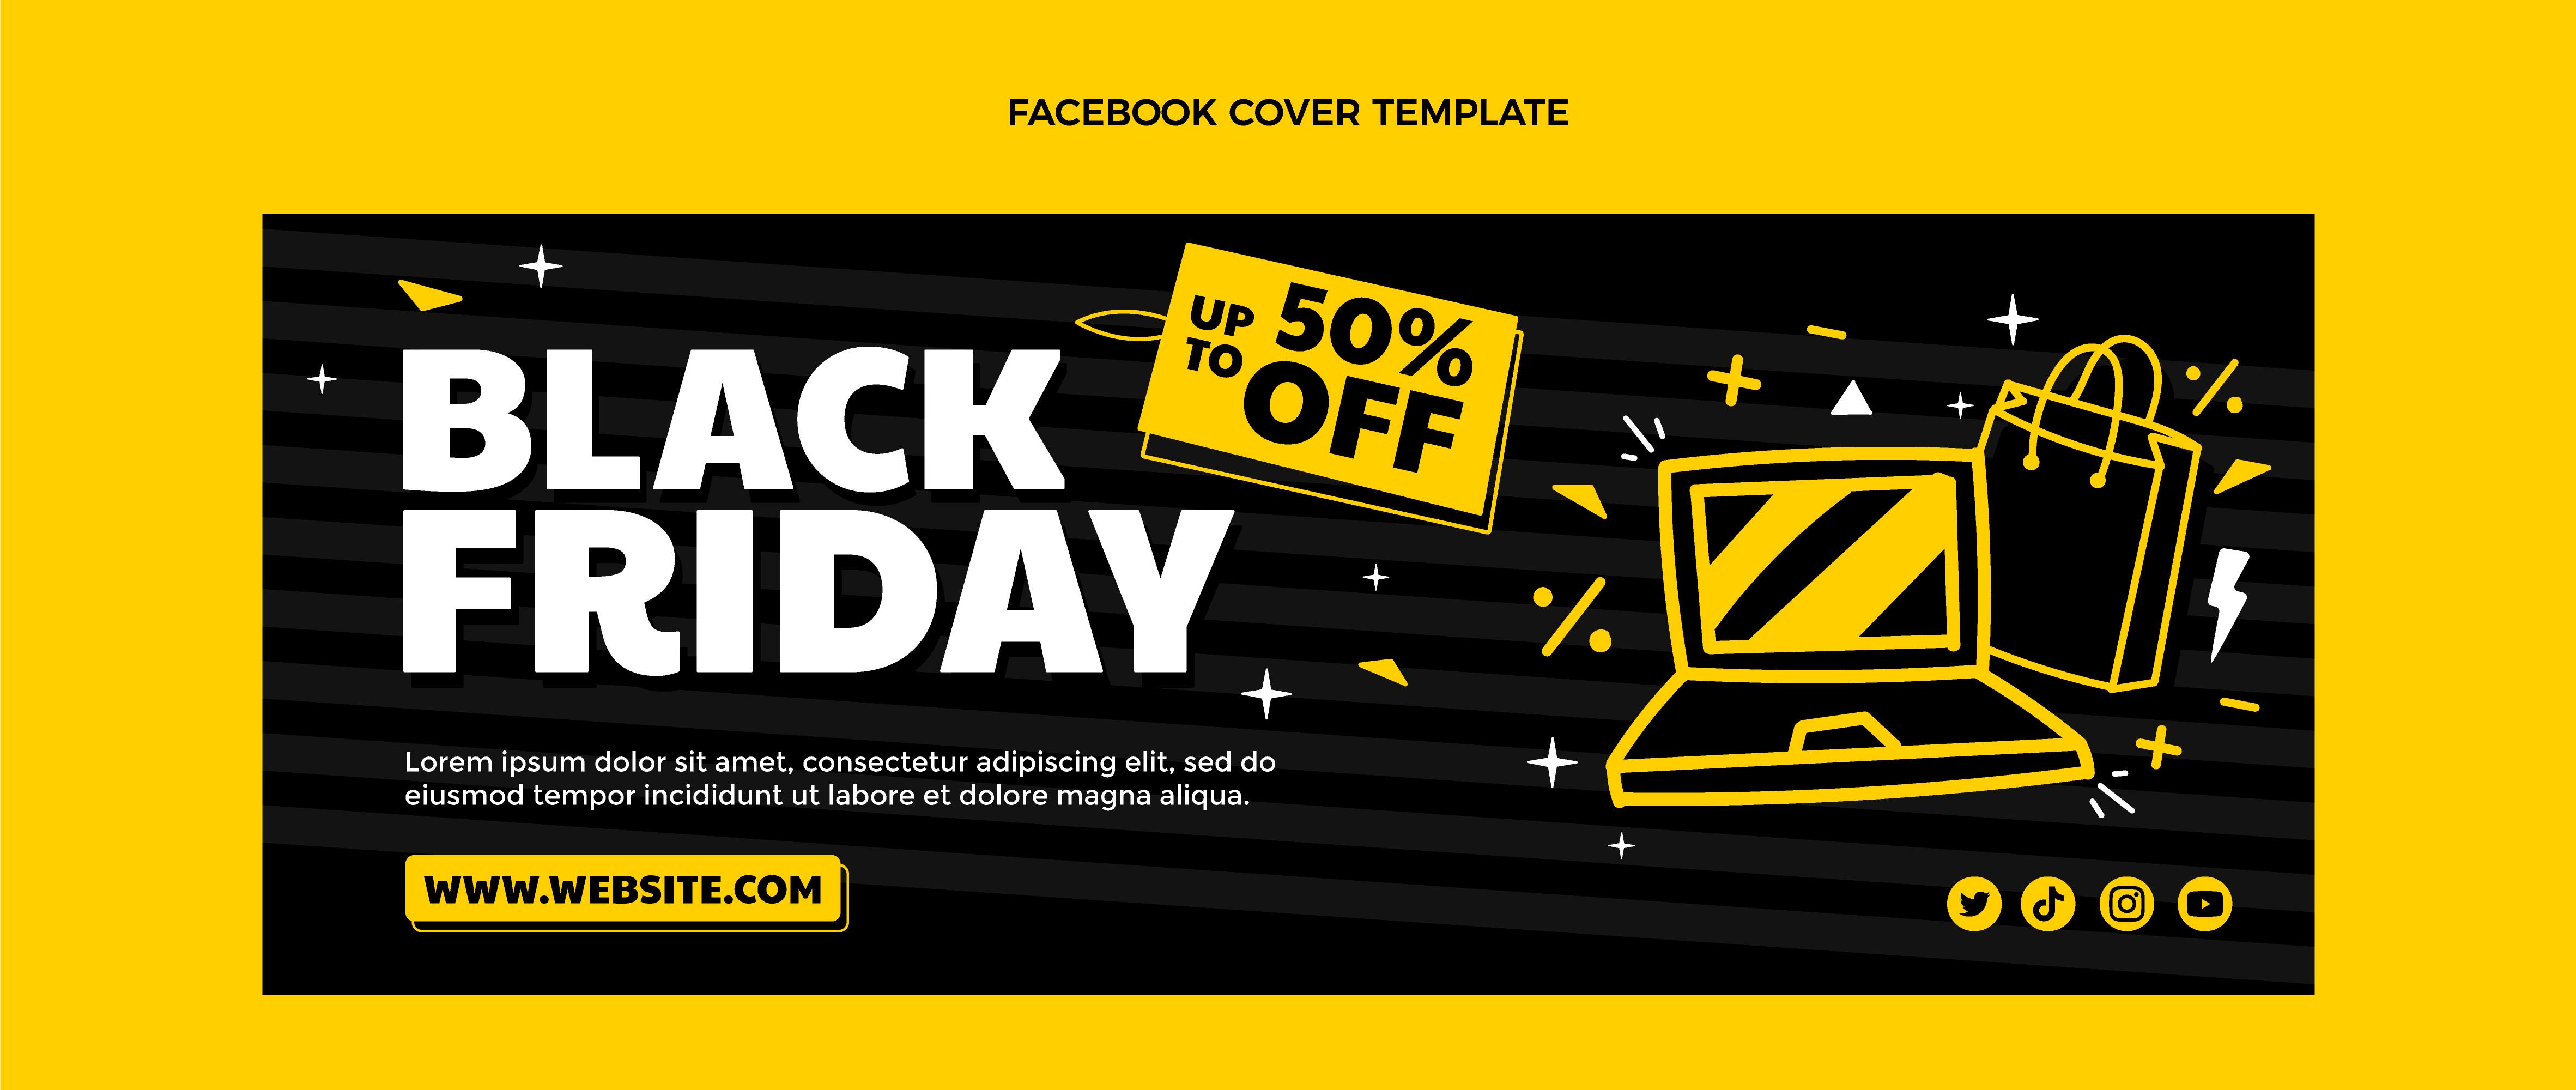 FACEBOOK COVER TEMPLATE
BLACK
FRIDAY
UP TO
50%
OFF
Lorem ipsum dolor sit amet, consectetur adipiscing elit, sed do
eiusmod tempor incididunt ut labore et dolore magna aliqua.
WWW.WEBSITE.COM